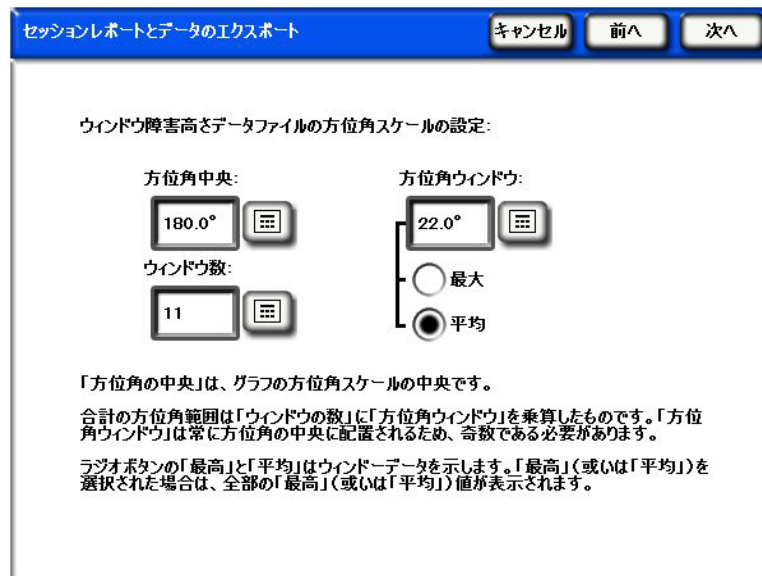 セッションレポートとデータのエクスポート
キャンセル 前へ 次へ
ウィンドウ障害高さデータファイルの方位角スケールの設定:
方位角中央: 方位角ウィンドウ:
180.0° 22.0°
ウィンドウ数: 最大
11 平均
「方位角の中央」は、グラフの方位角スケールの中央です。
合計の方位角範囲は「ウィンドウの数」に「方位角ウィンドウ」を乗算したものです。「方位
角ウィンドウ」は常に方位角の中央に配置されるため、奇数である必要があります。
ラジオボタンの「最高」と「平均」はウィンドーデータを示します。「最高」(或いは「平均」)を
選択された場合は、全部の「最高」(或いは「平均」)値が表示されます。